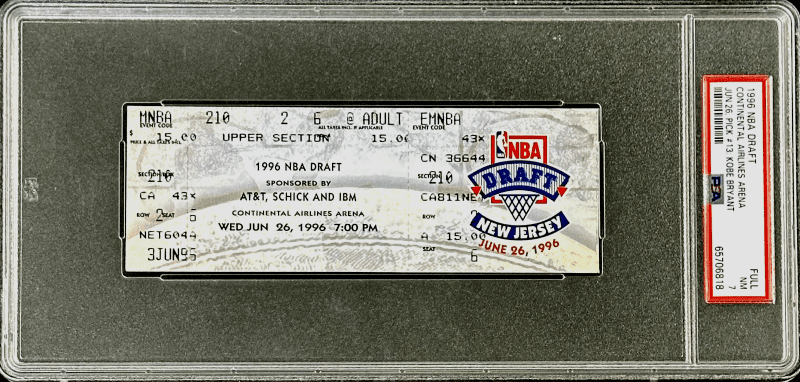 MNBA 210 2 6 @ ADULT EMNBA
EVENT CODE ALL TAXES INCL. IF APPLICABLE EVENT CODE
$ 15.00 UPPER SECTION 15.00 43X
PRICE & ALL TAXES INCL.
CN 36644
1996 NBA DRAFT
SECTION/BOX SECTION/BOX
210 SPONSORED BY 210
CA 43X AT&T, SCHICK AND IBM CA811NE
ROW SEAT CONTINENTAL AIRLINES ARENA ROW
2 6 2
NET604A WED JUN 26, 1996 7:00 PM A 15.00
SEAT
3JUN96 6
NBA
DRAFT
NEW JERSEY
JUNE 26, 1996
1996 NBA DRAFT
CONTINENTAL AIRLINES ARENA
JUN.26 PICK #13 KOBE BRYANT
PSA
FULL
NM
7
65706818